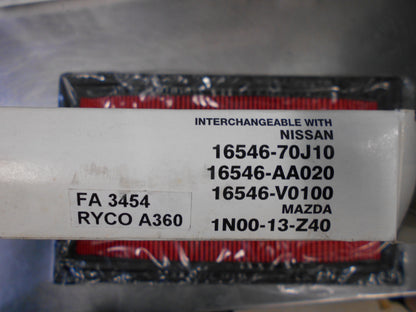 INTERCHANGEABLE WITH
NISSAN
16546-70J10
16546-AA020
16546-V0100
MAZDA
1N00-13-Z40
FA 3454
RYCO A360